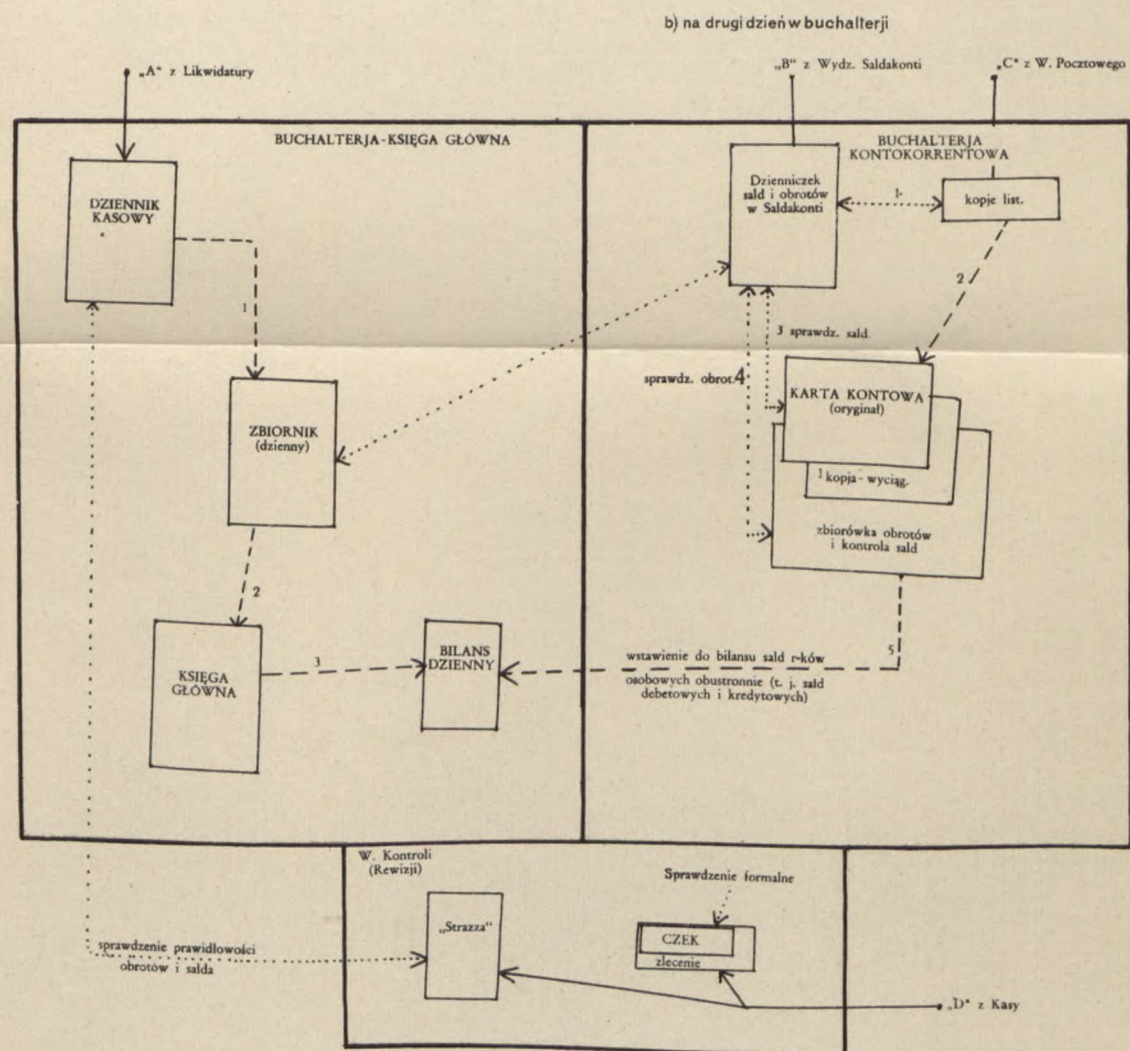 b) na drugi dzień w buchalterji
„A“ z Likwidatury
„B“ z Wydz. Saldakonti
„C“ z W. Pocztowego
BUCHALTERJA-KSIĘGA GŁÓWNA
DZIENNIK
KASOWY
1
ZBIORNIK
(dzienny)
2
KSIĘGA
GŁÓWNA
3
BILANS
DZIENNY
BUCHALTERJA
KONTOKORRENTOWA
Dzienniczek
sald i obrotów
w Saldakonti
1·
kopje list.
2
3 sprawdz. sald
sprawdz. obrot. 4
KARTA KONTOWA
(oryginał)
1 kopja - wyciąg.
zbiorówka obrotów
i kontrola sald
5
wstawienie do bilansu sald r-ków
osobowych obustronnie (t. j. sald
debetowych i kredytowych)
W. Kontroli
(Rewizji)
„Strazza“
Sprawdzenie formalne
CZEK
zlecenie
sprawdzenie prawidłowości
obrotów i salda
„D“ z Kasy